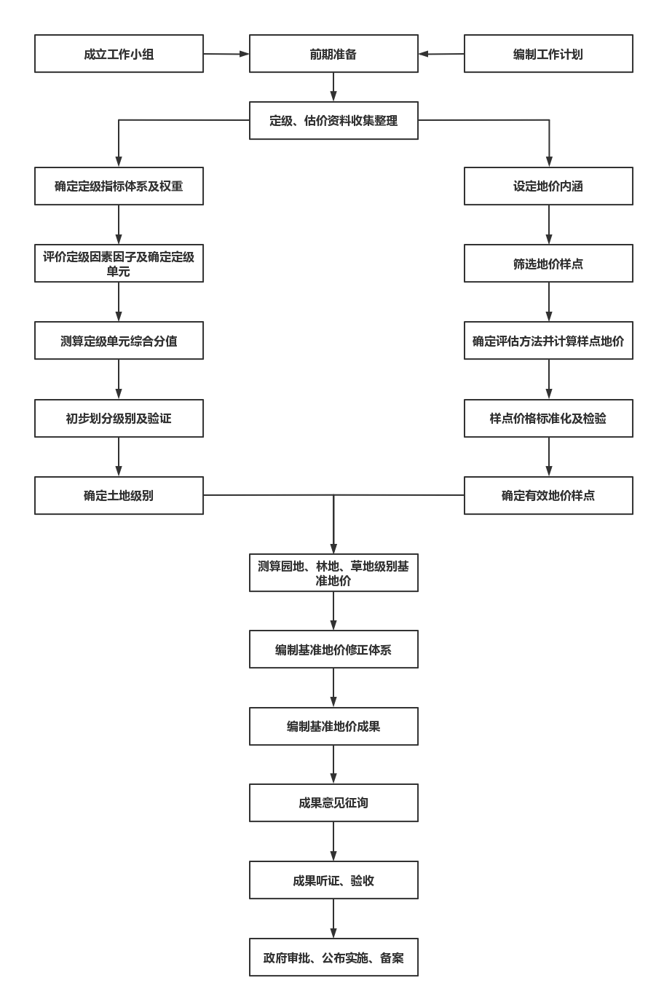 成立工作小组
前期准备
编制工作计划
定级、估价资料收集整理
确定定级指标体系及权重
设定地价内涵
评价定级因素因子及确定定级
单元
筛选地价样点
测算定级单元综合分值
确定评估方法并计算样点地价
初步划分级别及验证
样点价格标准化及检验
确定土地级别
确定有效地价样点
测算园地、林地、草地级别基
准地价
编制基准地价修正体系
编制基准地价成果
成果意见征询
成果听证、验收
政府审批、公布实施、备案